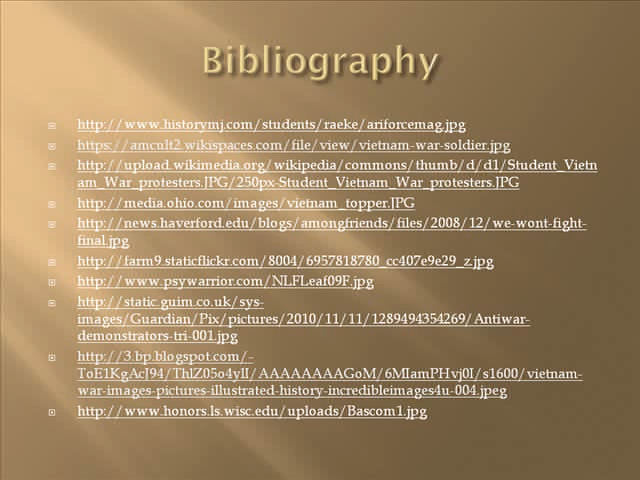 Bibliography
http://www.historymj.com/students/raeke/ariforcemag.jpg
https://amcult2.wikispaces.com/file/view/vietnam-war-soldier.jpg
http://upload.wikimedia.org/wikipedia/commons/thumb/d/d1/Student_Vietn
am_War_protesters.JPG/250px-Student_Vietnam_War_protesters.JPG
http://media.ohio.com/images/vietnam_topper.JPG
http://news.haverford.edu/blogs/amongfriends/files/2008/12/we-wont-fight-
final.jpg
http://farm9.staticflickr.com/8004/6957818780_cc407e9e29_z.jpg
http://www.psywarrior.com/NLFLeaf09F.jpg
http://static.guim.co.uk/sys-
images/Guardian/Pix/pictures/2010/11/11/1289494354269/Antiwar-
demonstrators-tri-001.jpg
http://3.bp.blogspot.com/-
ToE1KgAcJ94/ThlZ05o4ylI/AAAAAAAAGoM/6MIamPHvj0I/s1600/vietnam-
war-images-pictures-illustrated-history-incredibleimages4u-004.jpeg
http://www.honors.ls.wisc.edu/uploads/Bascom1.jpg